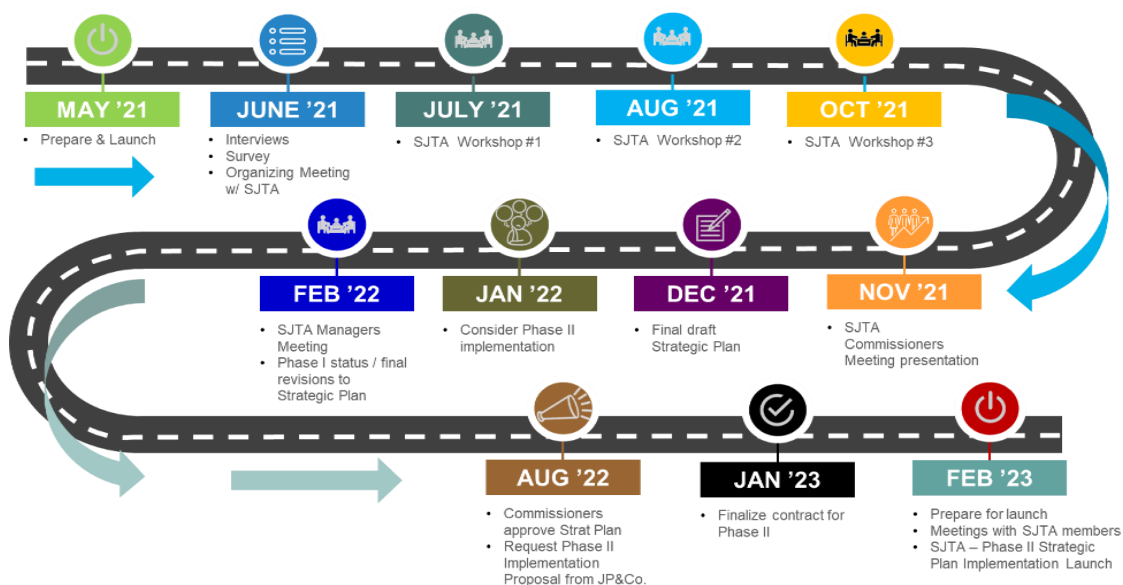 MAY ’21
• Prepare & Launch
JUNE ’21
• Interviews
• Survey
• Organizing Meeting
w/ SJTA
JULY ’21
• SJTA Workshop #1
AUG ’21
• SJTA Workshop #2
OCT ’21
• SJTA Workshop #3
NOV ’21
• SJTA
Commissioners
Meeting presentation
DEC ’21
• Final draft
Strategic Plan
JAN ’22
• Consider Phase II
implementation
FEB ’22
• SJTA Managers
Meeting
• Phase I status / final
revisions to
Strategic Plan
AUG ’22
• Commissioners
approve Strat Plan
• Request Phase II
Implementation
Proposal from JP&Co.
JAN ’23
• Finalize contract for
Phase II
FEB ’23
• Prepare for launch
• Meetings with SJTA members
• SJTA – Phase II Strategic
Plan Implementation Launch